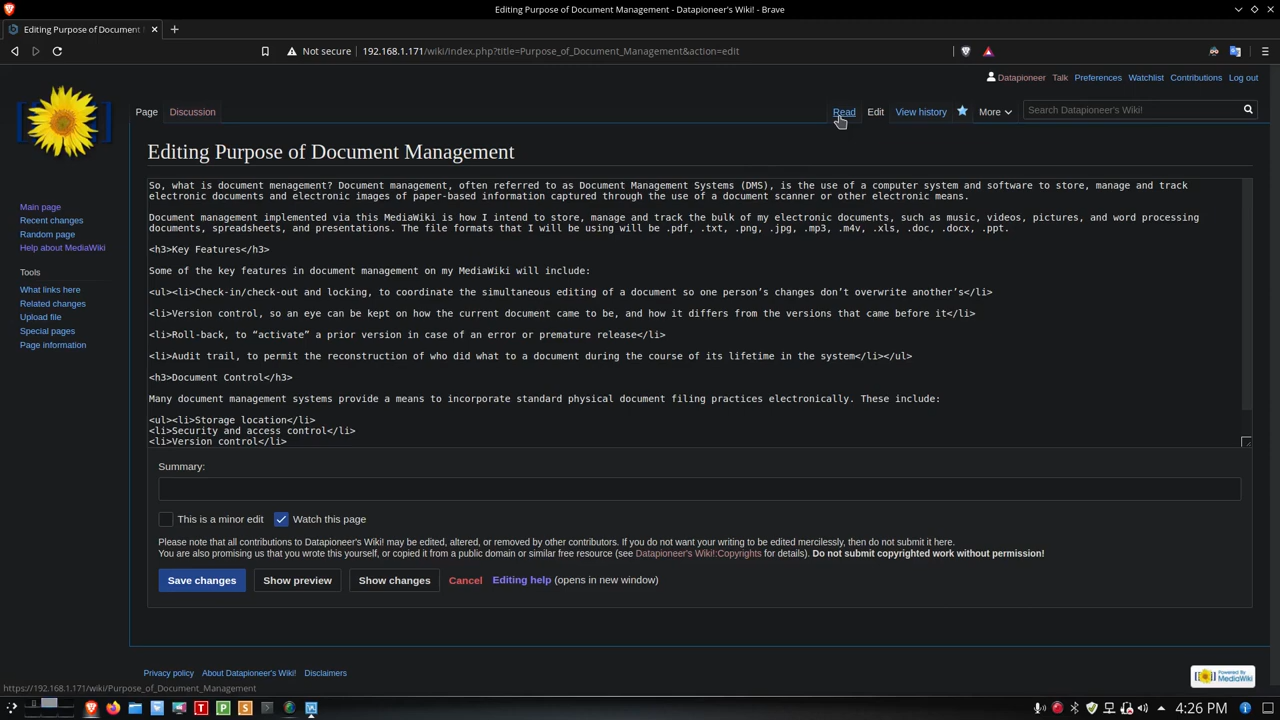 Editing Purpose of Document Management - Datapioneer's Wiki! - Brave
Editing Purpose of Document
Not secure
192.168.1.171/wiki/index.php?title=Purpose_of_Document_Management&action=edit
Datapioneer Talk Preferences Watchlist Contributions Log out
Page Discussion Read Edit View history More Search Datapioneer's Wiki!
Editing Purpose of Document Management
So, what is document menagement? Document management, often referred to as Document Management Systems (DMS), is the use of a computer system and software to store, manage and track
electronic documents and electronic images of paper-based information captured through the use of a document scanner or other electronic means.
Document management implemented via this MediaWiki is how I intend to store, manage and track the bulk of my electronic documents, such as music, videos, pictures, and word processing
documents, spreadsheets, and presentations. The file formats that I will be using will be .pdf, .txt, .png, .jpg, .mp3, .m4v, .xls, .doc, .docx, .ppt.
<h3>Key Features</h3>
Some of the key features in document management on my MediaWiki will include:
<ul><li>Check-in/check-out and locking, to coordinate the simultaneous editing of a document so one person’s changes don’t overwrite another’s</li>
<li>Version control, so an eye can be kept on how the current document came to be, and how it differs from the versions that came before it</li>
<li>Roll-back, to “activate” a prior version in case of an error or premature release</li>
<li>Audit trail, to permit the reconstruction of who did what to a document during the course of its lifetime in the system</li></ul>
<h3>Document Control</h3>
Many document management systems provide a means to incorporate standard physical document filing practices electronically. These include:
<ul><li>Storage location</li>
<li>Security and access control</li>
<li>Version control</li>
Main page
Recent changes
Random page
Help about MediaWiki
Tools
What links here
Related changes
Upload file
Special pages
Page information
Summary:
This is a minor edit Watch this page
Please note that all contributions to Datapioneer's Wiki! may be edited, altered, or removed by other contributors. If you do not want your writing to be edited mercilessly, then do not submit it here.
You are also promising us that you wrote this yourself, or copied it from a public domain or similar free resource (see Datapioneer's Wiki!:Copyrights for details). Do not submit copyrighted work without permission!
Save changes Show preview Show changes Cancel Editing help (opens in new window)
Privacy policy About Datapioneer's Wiki! Disclaimers
Powered By MediaWiki
https://192.168.1.171/wiki/Purpose_of_Document_Management
T P S
4:26 PM